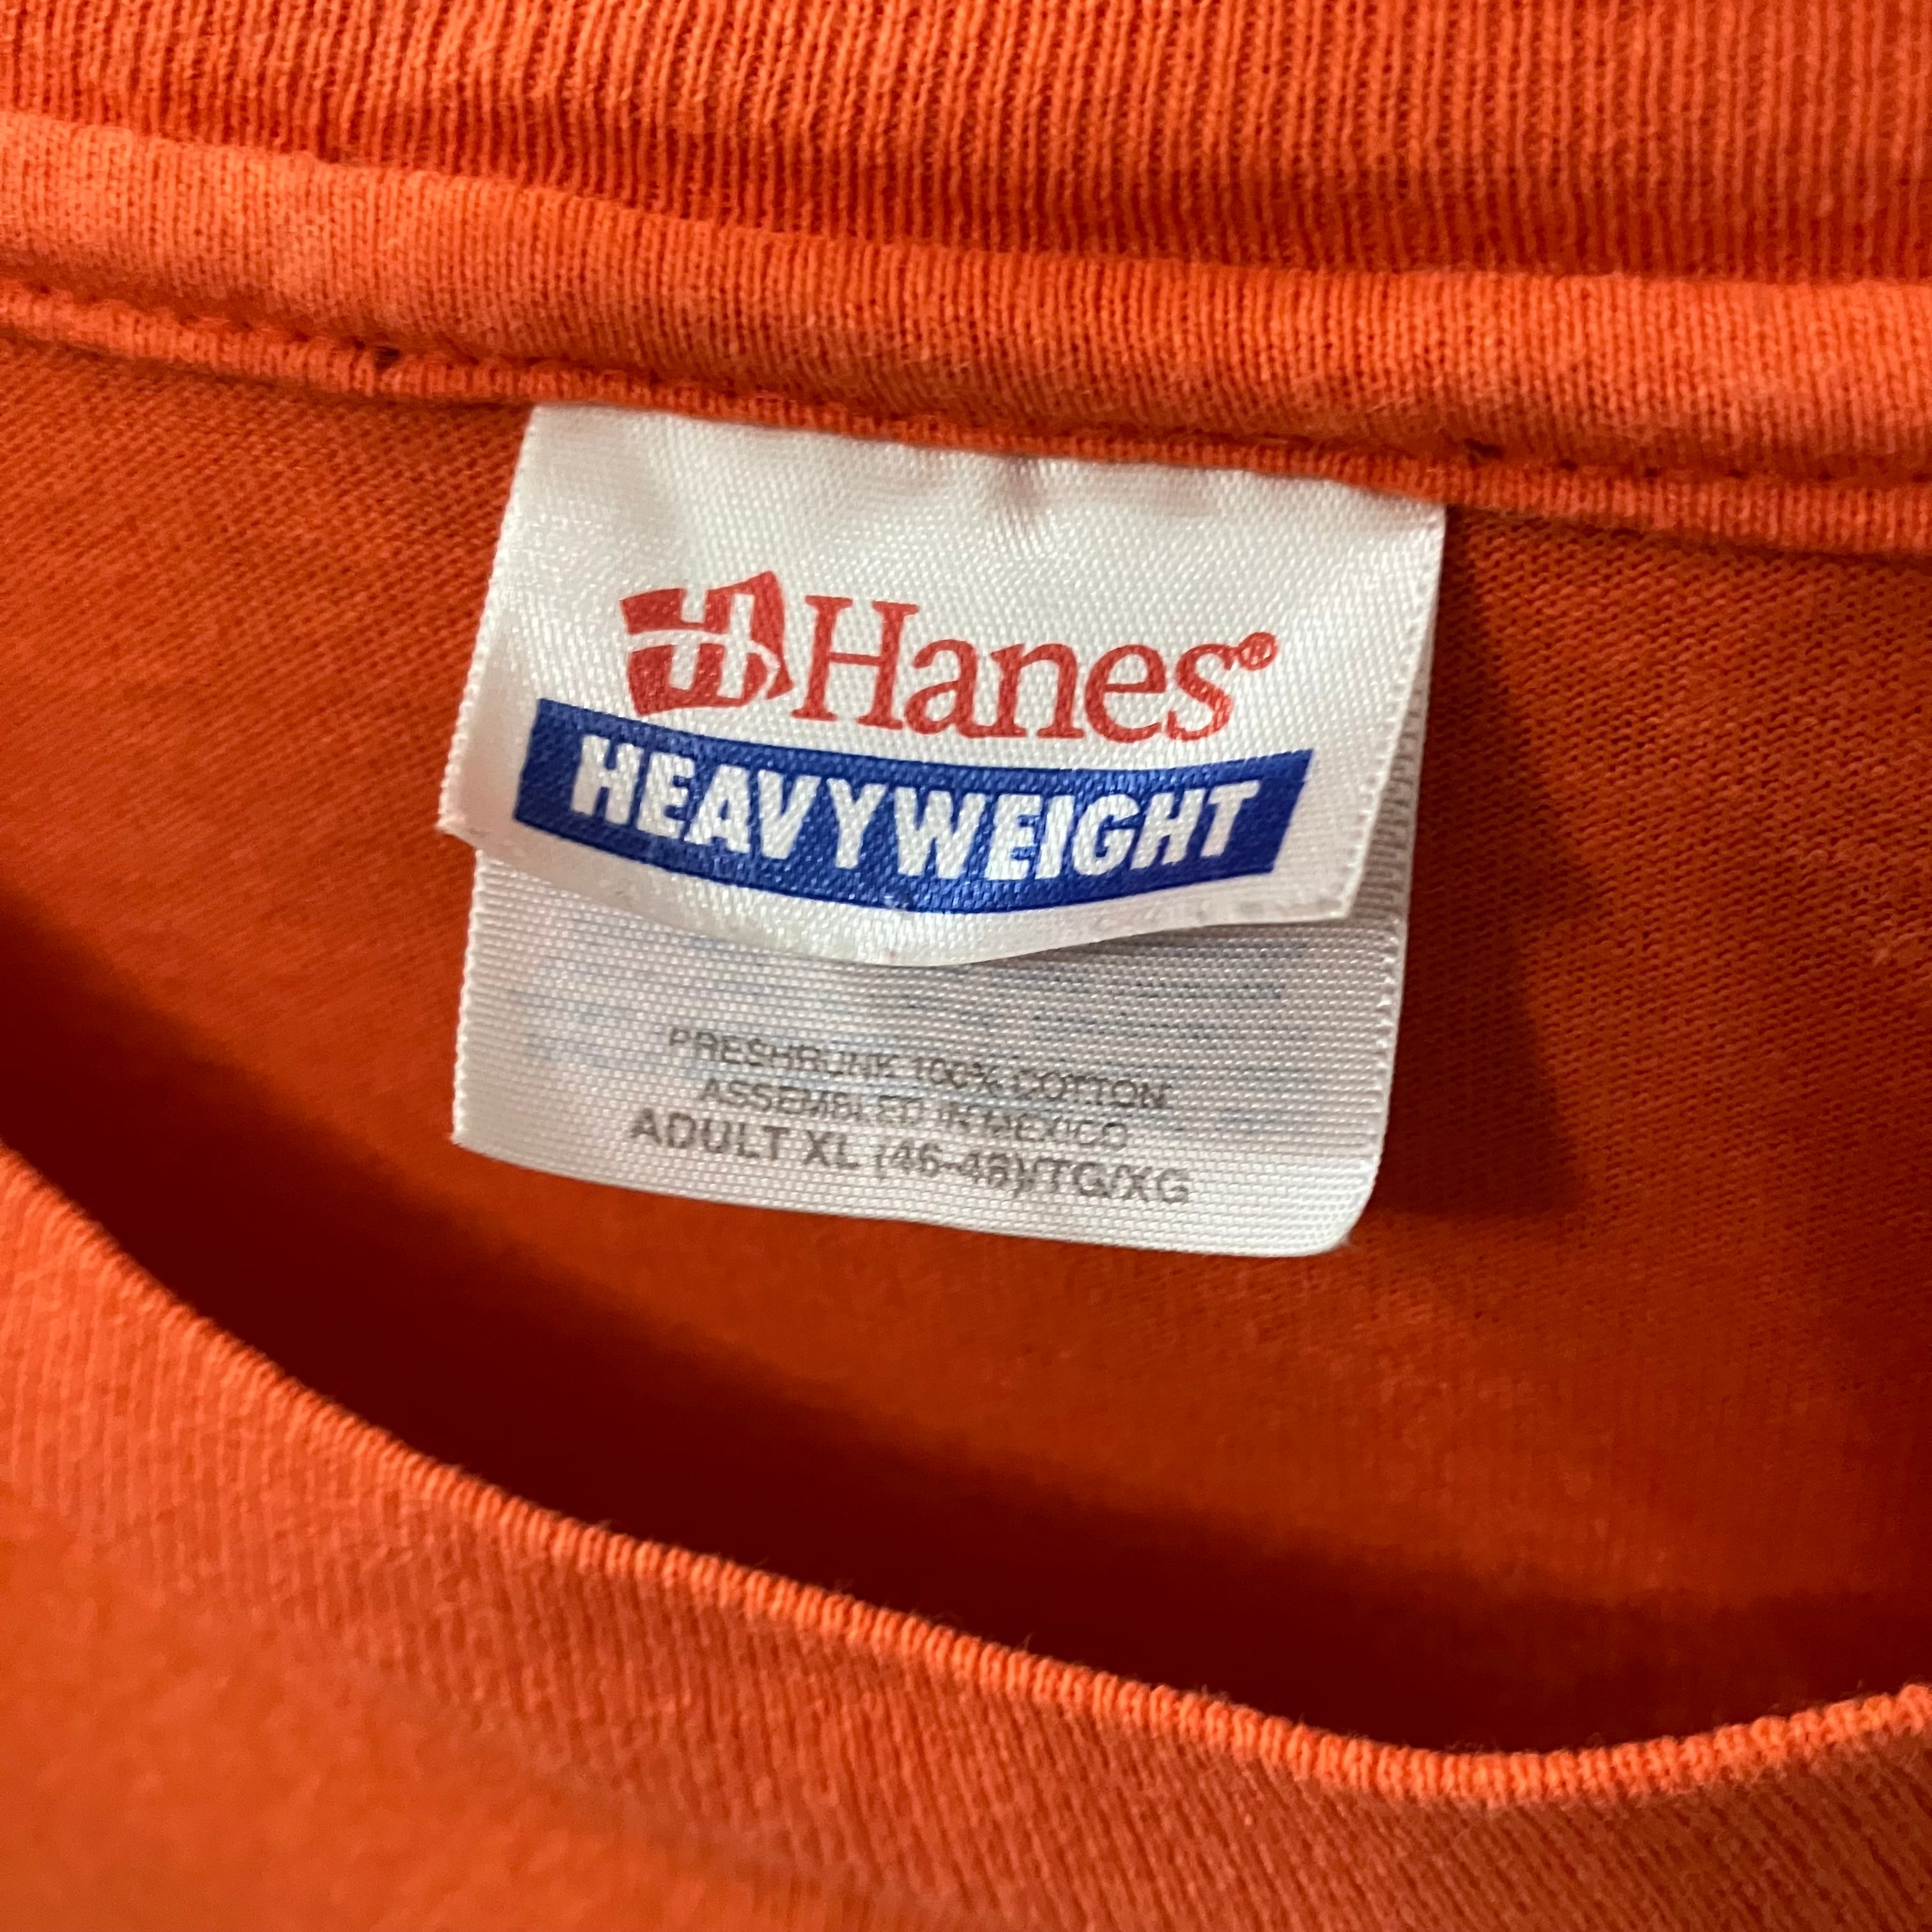 Hanes®
HEAVYWEIGHT
PRESHRUNK 100% COTTON
ASSEMBLED IN MEXICO
ADULT XL (46-48)/TG/XG